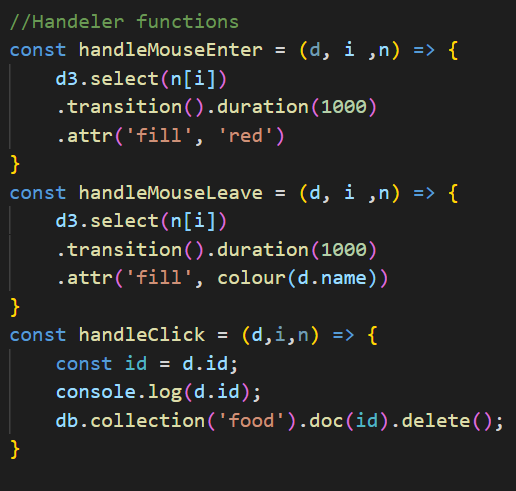 //Handeler functions
const handleMouseEnter = (d, i ,n) => {
    d3.select(n[i])
    .transition().duration(1000)
    .attr('fill', 'red')
}
const handleMouseLeave = (d, i ,n) => {
    d3.select(n[i])
    .transition().duration(1000)
    .attr('fill', colour(d.name))
}
const handleClick = (d,i,n) => {
    const id = d.id;
    console.log(d.id);
    db.collection('food').doc(id).delete();
}